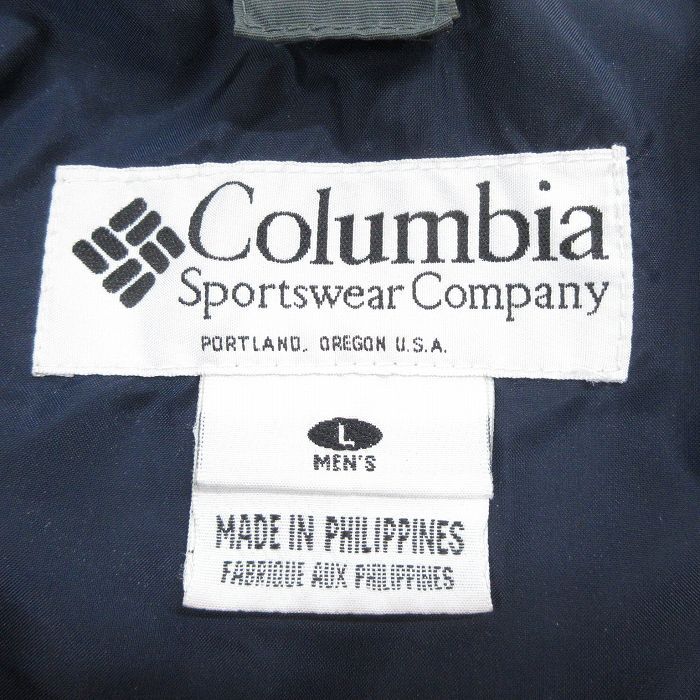 Columbia
Sportswear Company
PORTLAND, OREGON U.S.A.
L
MEN'S
MADE IN PHILIPPINES
FABRIQUE AUX PHILIPPINES